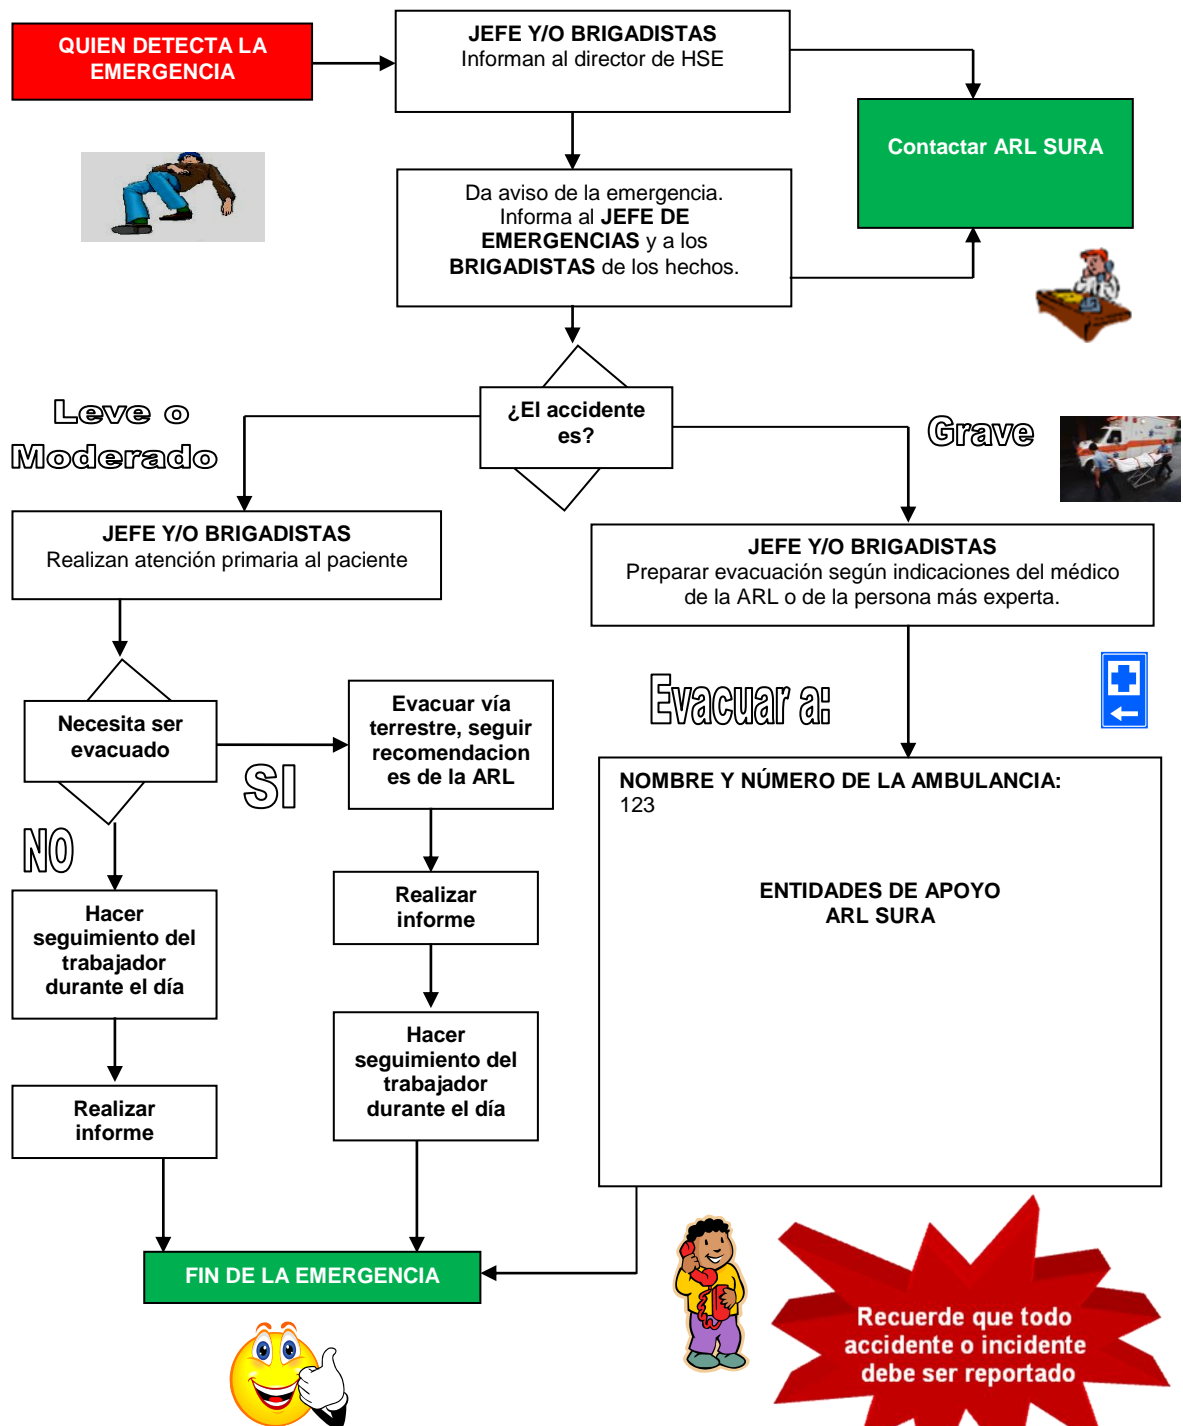 QUIEN DETECTA LA
EMERGENCIA
JEFE Y/O BRIGADISTAS
Informan al director de HSE
Contactar ARL SURA
Da aviso de la emergencia.
Informa al JEFE DE
EMERGENCIAS y a los
BRIGADISTAS de los hechos.
¿El accidente
es?
Leve o
Moderado
Grave
JEFE Y/O BRIGADISTAS
Realizan atención primaria al paciente
JEFE Y/O BRIGADISTAS
Preparar evacuación según indicaciones del médico
de la ARL o de la persona más experta.
Necesita ser
evacuado
SI
NO
Evacuar vía
terrestre, seguir
recomendacion
es de la ARL
Evacuar a:
NOMBRE Y NÚMERO DE LA AMBULANCIA:
123
ENTIDADES DE APOYO
ARL SURA
Hacer
seguimiento del
trabajador
durante el día
Realizar
informe
Realizar
informe
Hacer
seguimiento del
trabajador
durante el día
FIN DE LA EMERGENCIA
Recuerde que todo
accidente o incidente
debe ser reportado